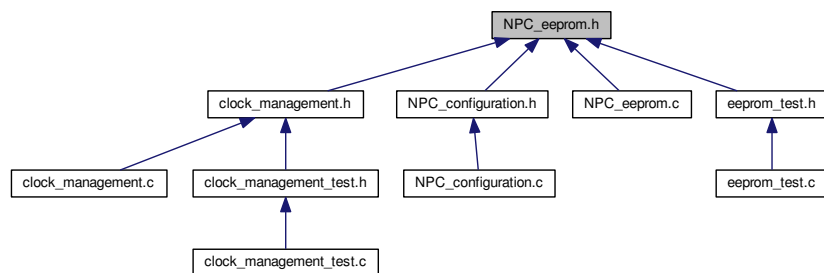 NPC_eeprom.h
clock_management.h
NPC_configuration.h
NPC_eeprom.c
eeprom_test.h
clock_management.c
clock_management_test.h
NPC_configuration.c
eeprom_test.c
clock_management_test.c